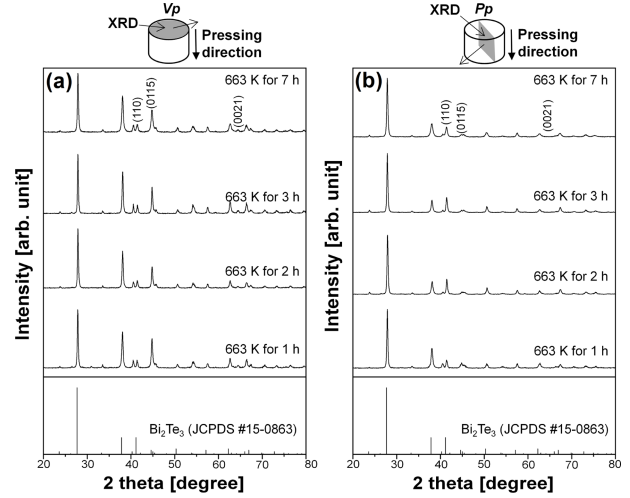 XRD
Vp
Pressing
direction
XRD
Pp
Pressing
direction
(a)
663 K for 7 h
(110)
(0115)
(0021)
663 K for 3 h
663 K for 2 h
663 K for 1 h
Bi₂Te₃ (JCPDS #15-0863)
Intensity [arb. unit]
20 30 40 50 60 70 80
2 theta [degree]
(b)
663 K for 7 h
(110)
(0115)
(0021)
663 K for 3 h
663 K for 2 h
663 K for 1 h
Bi₂Te₃ (JCPDS #15-0863)
Intensity [arb. unit]
20 30 40 50 60 70 80
2 theta [degree]